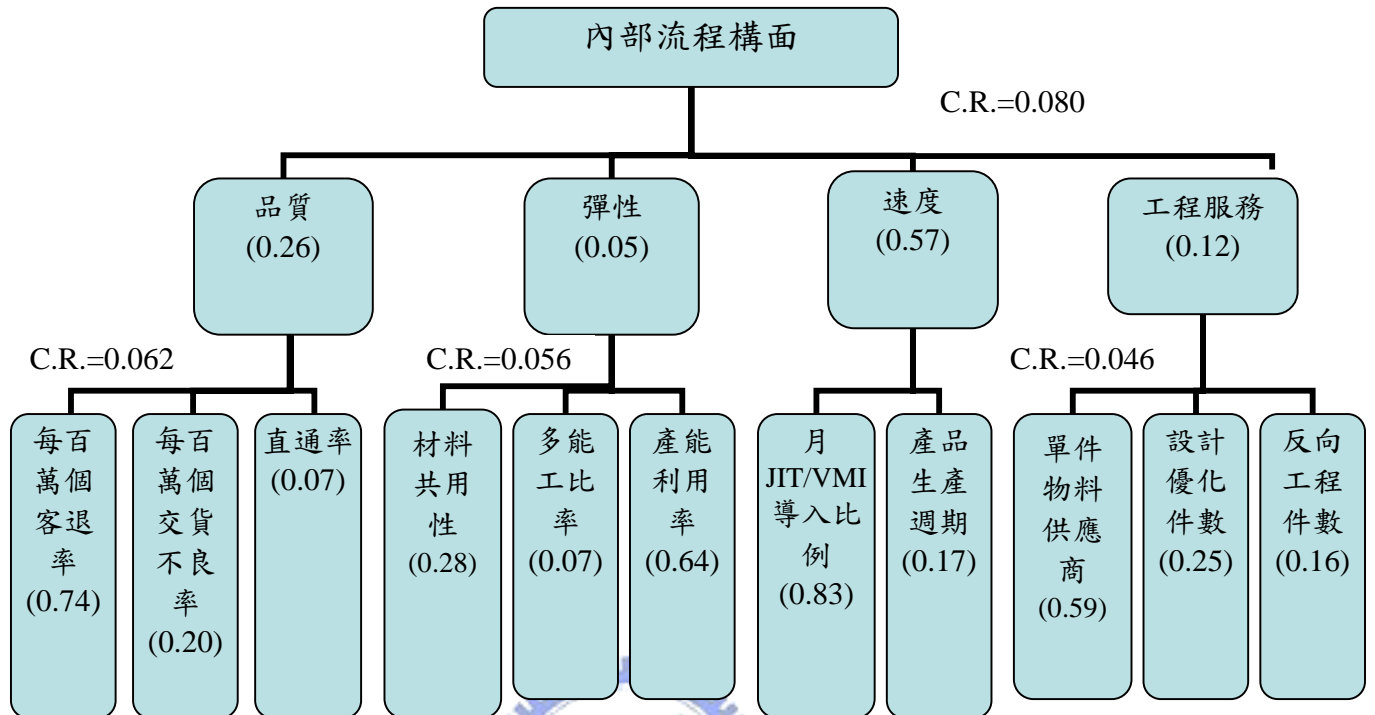 內部流程構面
C.R.=0.080
品質
(0.26)
彈性
(0.05)
速度
(0.57)
工程服務
(0.12)
C.R.=0.062
C.R.=0.056
C.R.=0.046
每百
萬個
客退
率
(0.74)
每百
萬個
交貨
不良
率
(0.20)
直通率
(0.07)
材料
共用
性
(0.28)
多能
工比
率
(0.07)
產能
利用
率
(0.64)
月
JIT/VMI
導入比
例
(0.83)
產品
生產
週期
(0.17)
單件
物料
供應
商
(0.59)
設計
優化
件數
(0.25)
反向
工程
件數
(0.16)